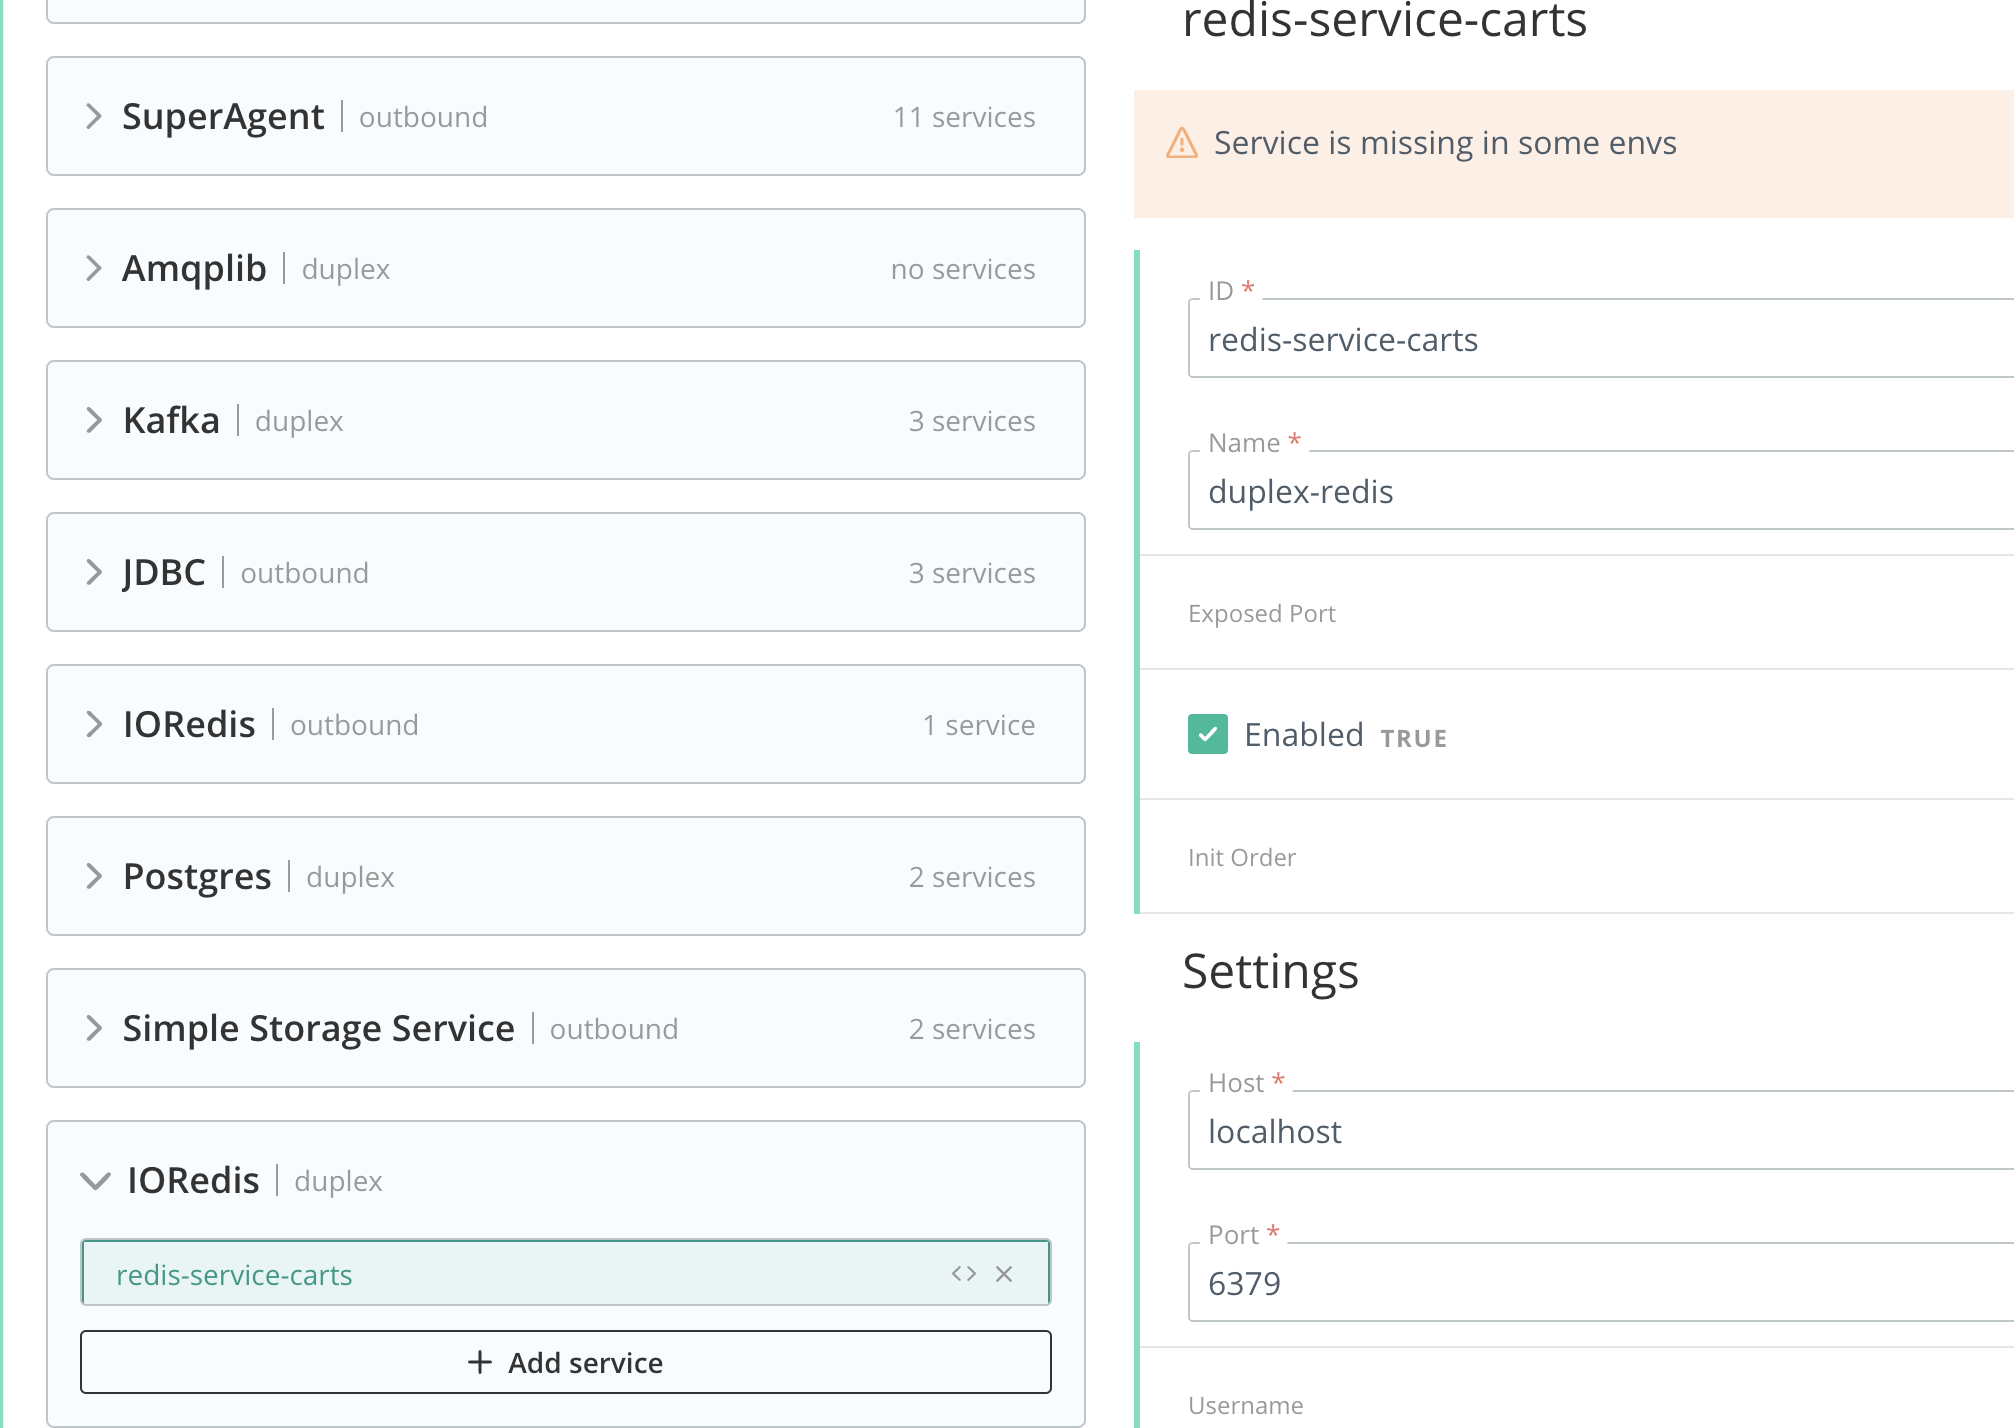 SuperAgent | outbound 11 services
Amqplib | duplex no services
Kafka | duplex 3 services
JDBC | outbound 3 services
IORedis | outbound 1 service
Postgres | duplex 2 services
Simple Storage Service | outbound 2 services
IORedis | duplex
redis-service-carts <> ×
+ Add service
redis-service-carts
Service is missing in some envs
ID *
redis-service-carts
Name *
duplex-redis
Exposed Port
Enabled TRUE
Init Order
Settings
Host *
localhost
Port *
6379
Username